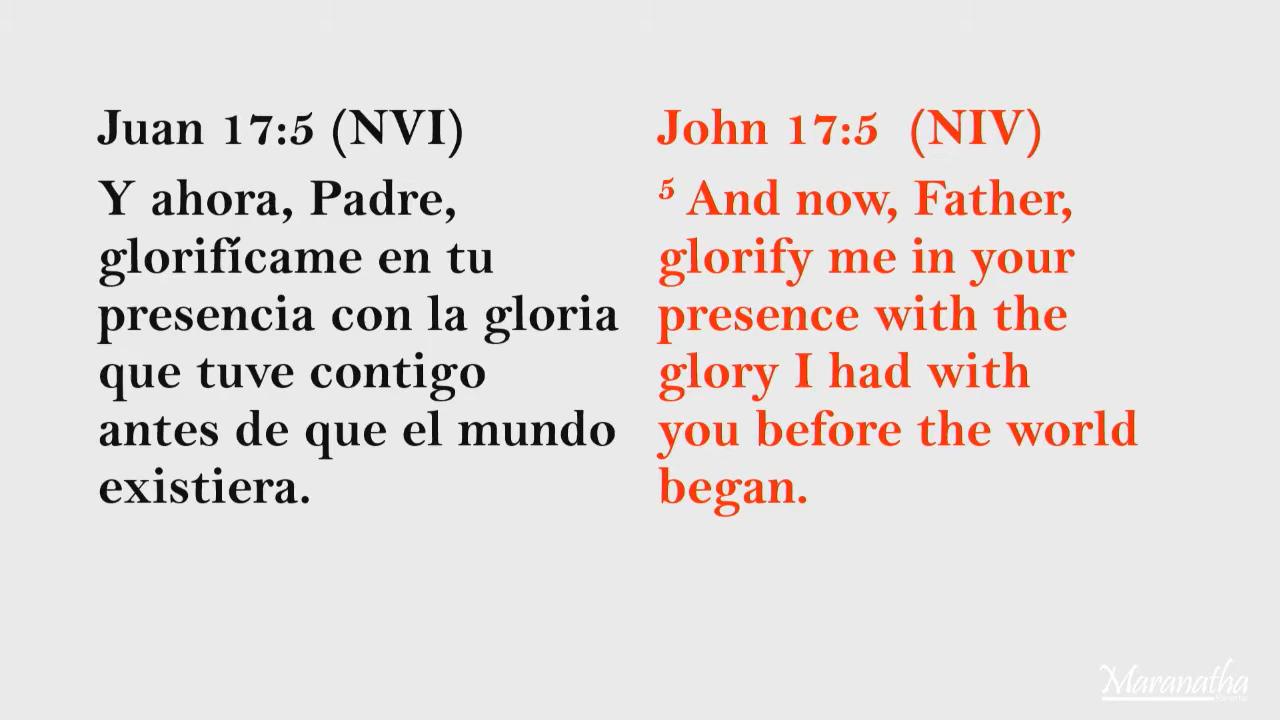 Juan 17:5 (NVI)
Y ahora, Padre,
glorifícame en tu
presencia con la gloria
que tuve contigo
antes de que el mundo
existiera.
John 17:5 (NIV)
⁵ And now, Father,
glorify me in your
presence with the
glory I had with
you before the world
began.
Maranatha